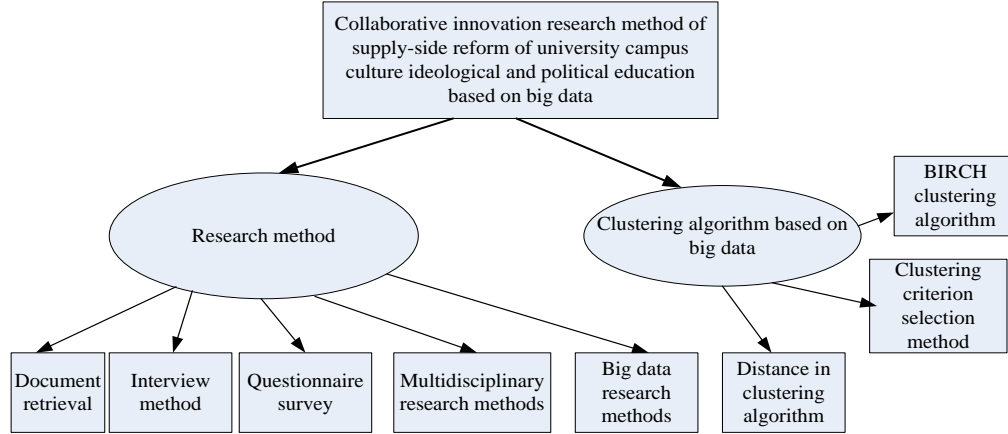 Collaborative innovation research method of
supply-side reform of university campus
culture ideological and political education
based on big data
Research method
Clustering algorithm based on
big data
BIRCH
clustering
algorithm
Clustering
criterion
selection
method
Document
retrieval
Interview
method
Questionnaire
survey
Multidisciplinary
research methods
Big data
research
methods
Distance in
clustering
algorithm